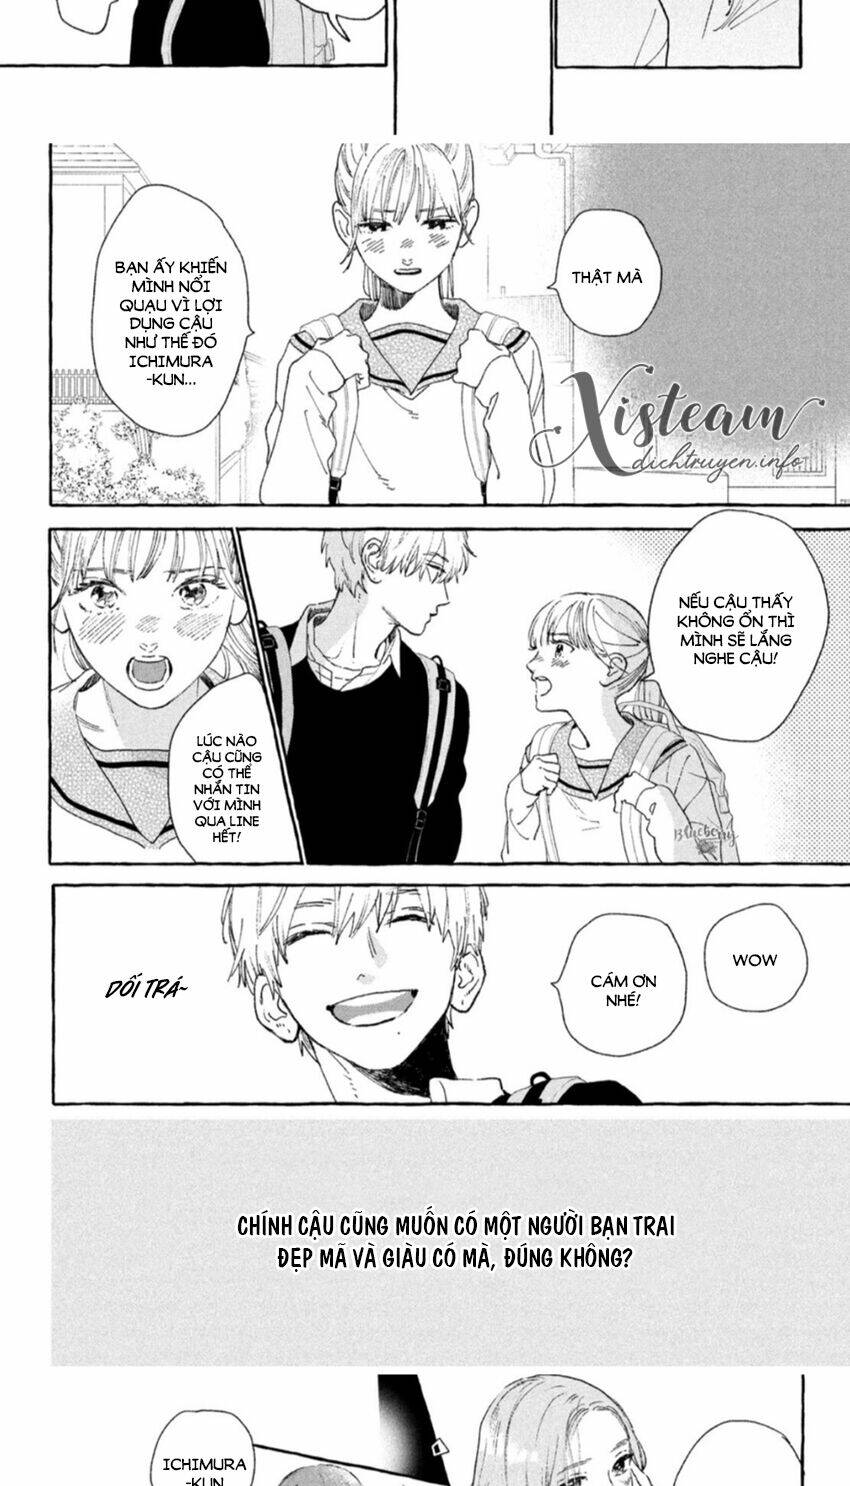 THẬT MÀ
BẠN ẤY KHIẾN
MÌNH NỔI
QUẠU VÌ LỢI
DỤNG CẬU
NHƯ THẾ ĐÓ
ICHIMURA
-KUN...
Xisteam
dichtruyen.info
NẾU CẬU THẤY
KHÔNG ỔN THÌ
MÌNH SẼ LẮNG
NGHE CẬU!
LÚC NÀO
CẬU CŨNG
CÓ THỂ
NHẮN TIN
VỚI MÌNH
QUA LINE
HẾT!
Blueberry
WOW
CÁM ƠN
NHÉ!
DỐI TRÁ~
CHÍNH CẬU CŨNG MUỐN CÓ MỘT NGƯỜI BẠN TRAI
ĐẸP MÃ VÀ GIÀU CÓ MÀ, ĐÚNG KHÔNG?
ICHIMURA
-KUN